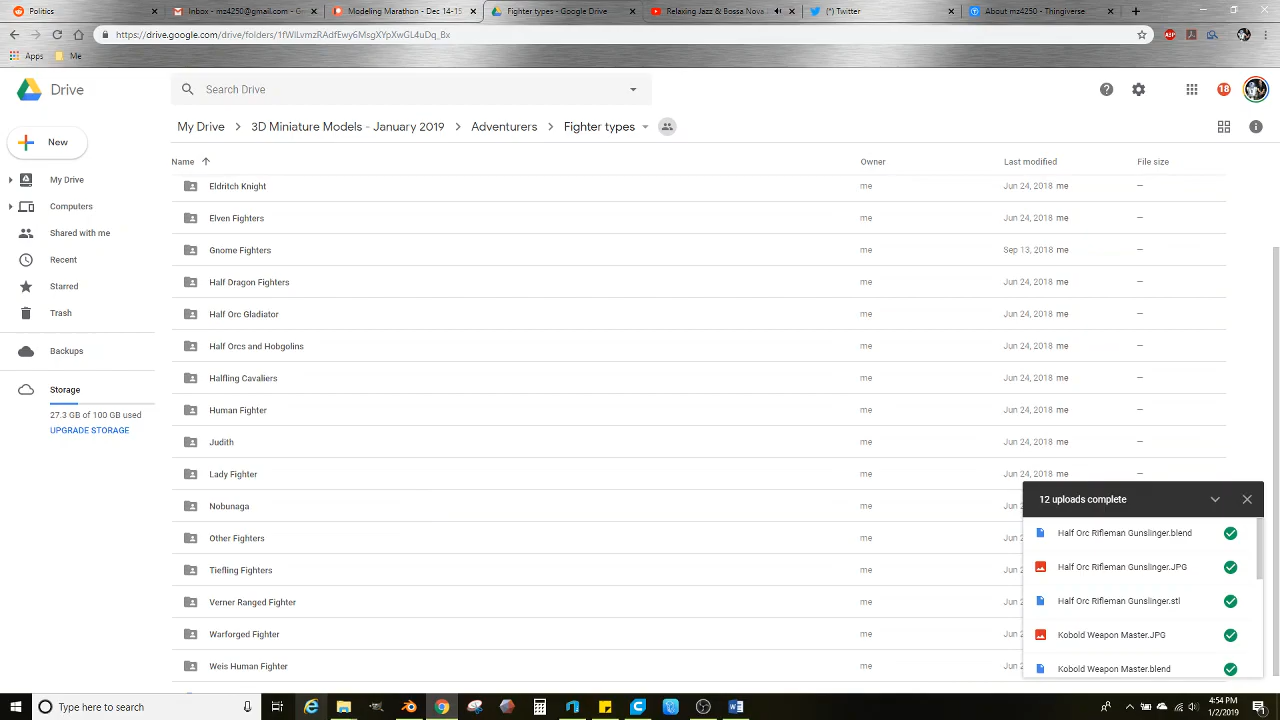 Politics
Inbox - mz4250@gmail.com - G
Modeling Marathon - Dec 14-15
Fighter types - Google Drive
Relaxing Jazz & Bossa Nova
(*) Twitter
About mz4250 - Thingiverse
Apps
Me
Drive
Search Drive
18
New
My Drive
3D Miniature Models - January 2019
Adventurers
Fighter types
Name
Owner
Last modified
File size
My Drive
Computers
Shared with me
Recent
Starred
Trash
Backups
Storage
27.3 GB of 100 GB used
UPGRADE STORAGE
Eldritch Knight me Jun 24, 2018 me –
Elven Fighters me Jun 24, 2018 me –
Gnome Fighters me Sep 13, 2018 me –
Half Dragon Fighters me Jun 24, 2018 me –
Half Orc Gladiator me Jun 24, 2018 me –
Half Orcs and Hobgolins me Jun 24, 2018 me –
Halfling Cavaliers me Jun 24, 2018 me –
Human Fighter me Jun 24, 2018 me –
Judith me Jun 24, 2018 me –
Lady Fighter me Jun 24, 2018 me –
Nobunaga me Jun 2
Other Fighters me Jun 2
Tiefling Fighters me Jun 2
Verner Ranged Fighter me Jun 2
Warforged Fighter me Jun 2
Weis Human Fighter me Jun 2
12 uploads complete
Half Orc Rifleman Gunslinger.blend
Half Orc Rifleman Gunslinger.JPG
Half Orc Rifleman Gunslinger.stl
Kobold Weapon Master.JPG
Kobold Weapon Master.blend
Type here to search
4:54 PM
1/2/2019